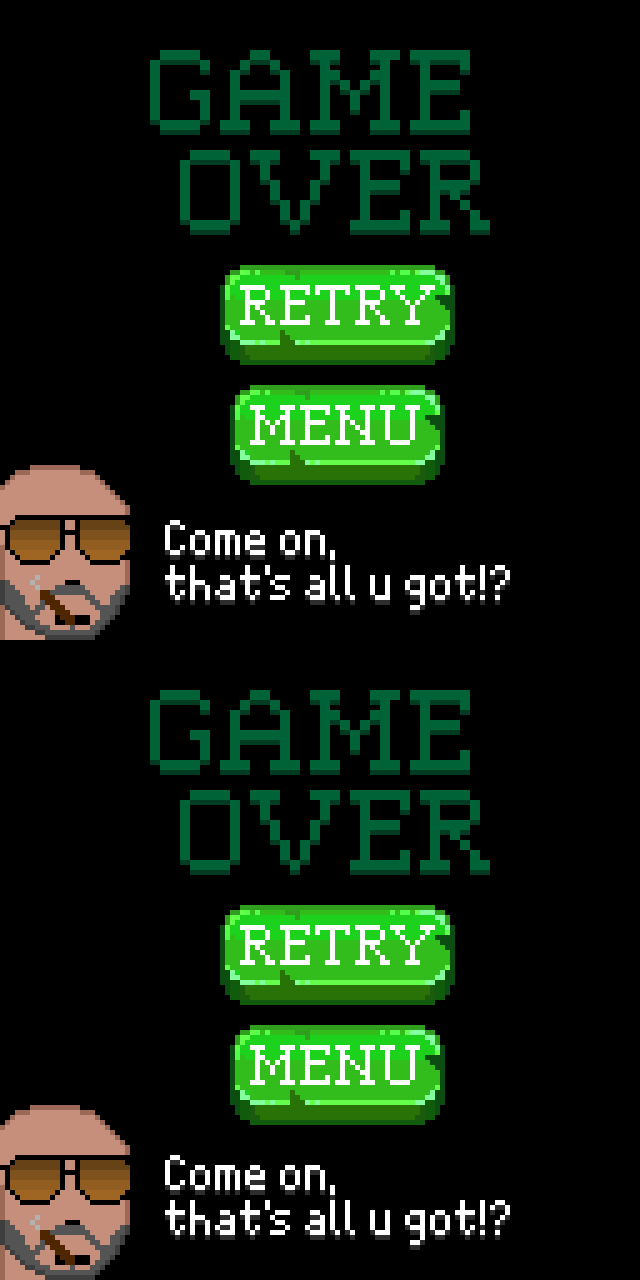 GAME
OVER
RETRY
MENU
Come on,
that's all u got!?
GAME
OVER
RETRY
MENU
Come on,
that's all u got!?